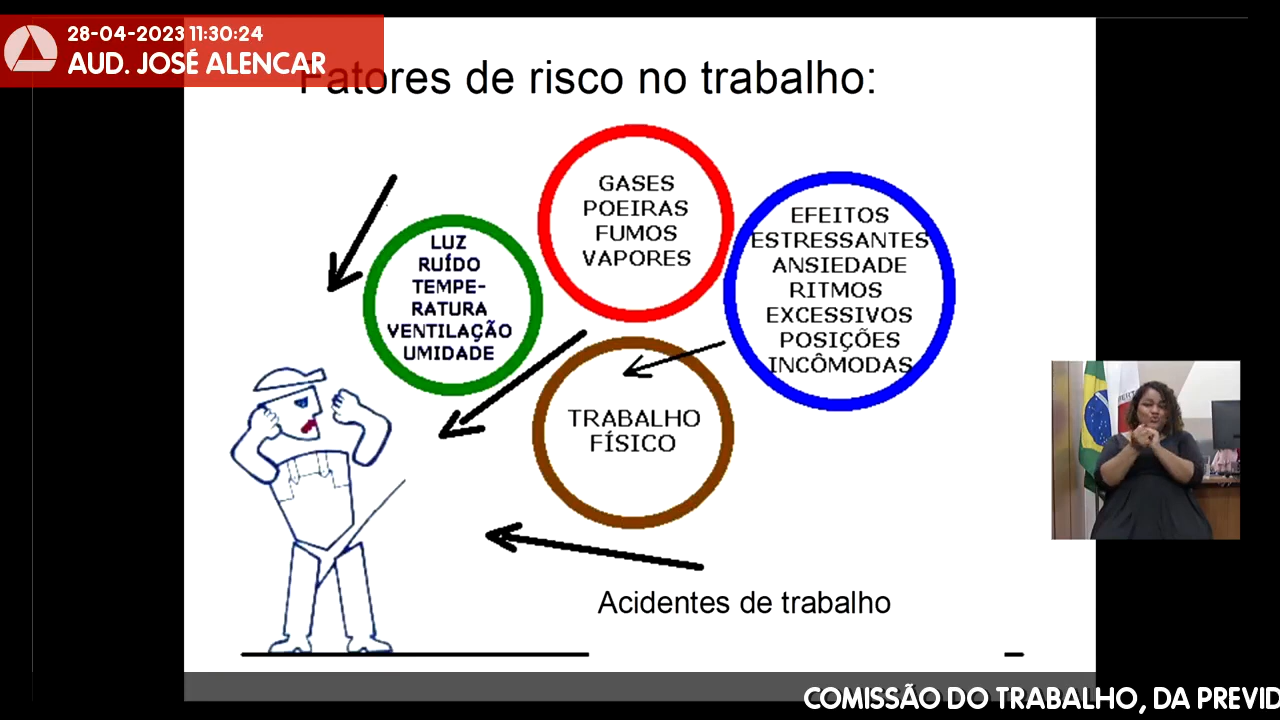 28-04-2023 11:30:24
AUD. JOSÉ ALENCAR
Fatores de risco no trabalho:
GASES
POEIRAS
FUMOS
VAPORES
EFEITOS
ESTRESSANTES
ANSIEDADE
RITMOS
EXCESSIVOS
POSIÇÕES
INCÔMODAS
LUZ
RUÍDO
TEMPE-
RATURA
VENTILAÇÃO
UMIDADE
TRABALHO
FÍSICO
Acidentes de trabalho
COMISSÃO DO TRABALHO, DA PREVID